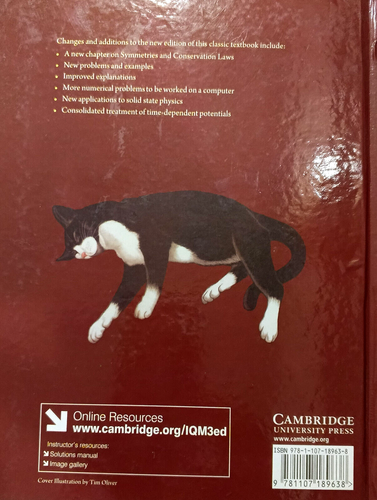 Changes and additions to the new edition of this classic textbook include:
• A new chapter on Symmetries and Conservation Laws
• New problems and examples
• Improved explanations
• More numerical problems to be worked on a computer
• New applications to solid state physics
• Consolidated treatment of time-dependent potentials
Online Resources
www.cambridge.org/IQM3ed
Instructor's resources:
Solutions manual
Image gallery
Cover Illustration by Tim Oliver
CAMBRIDGE
UNIVERSITY PRESS
www.cambridge.org
ISBN 978-1-107-18963-8
9 781107 189638 >